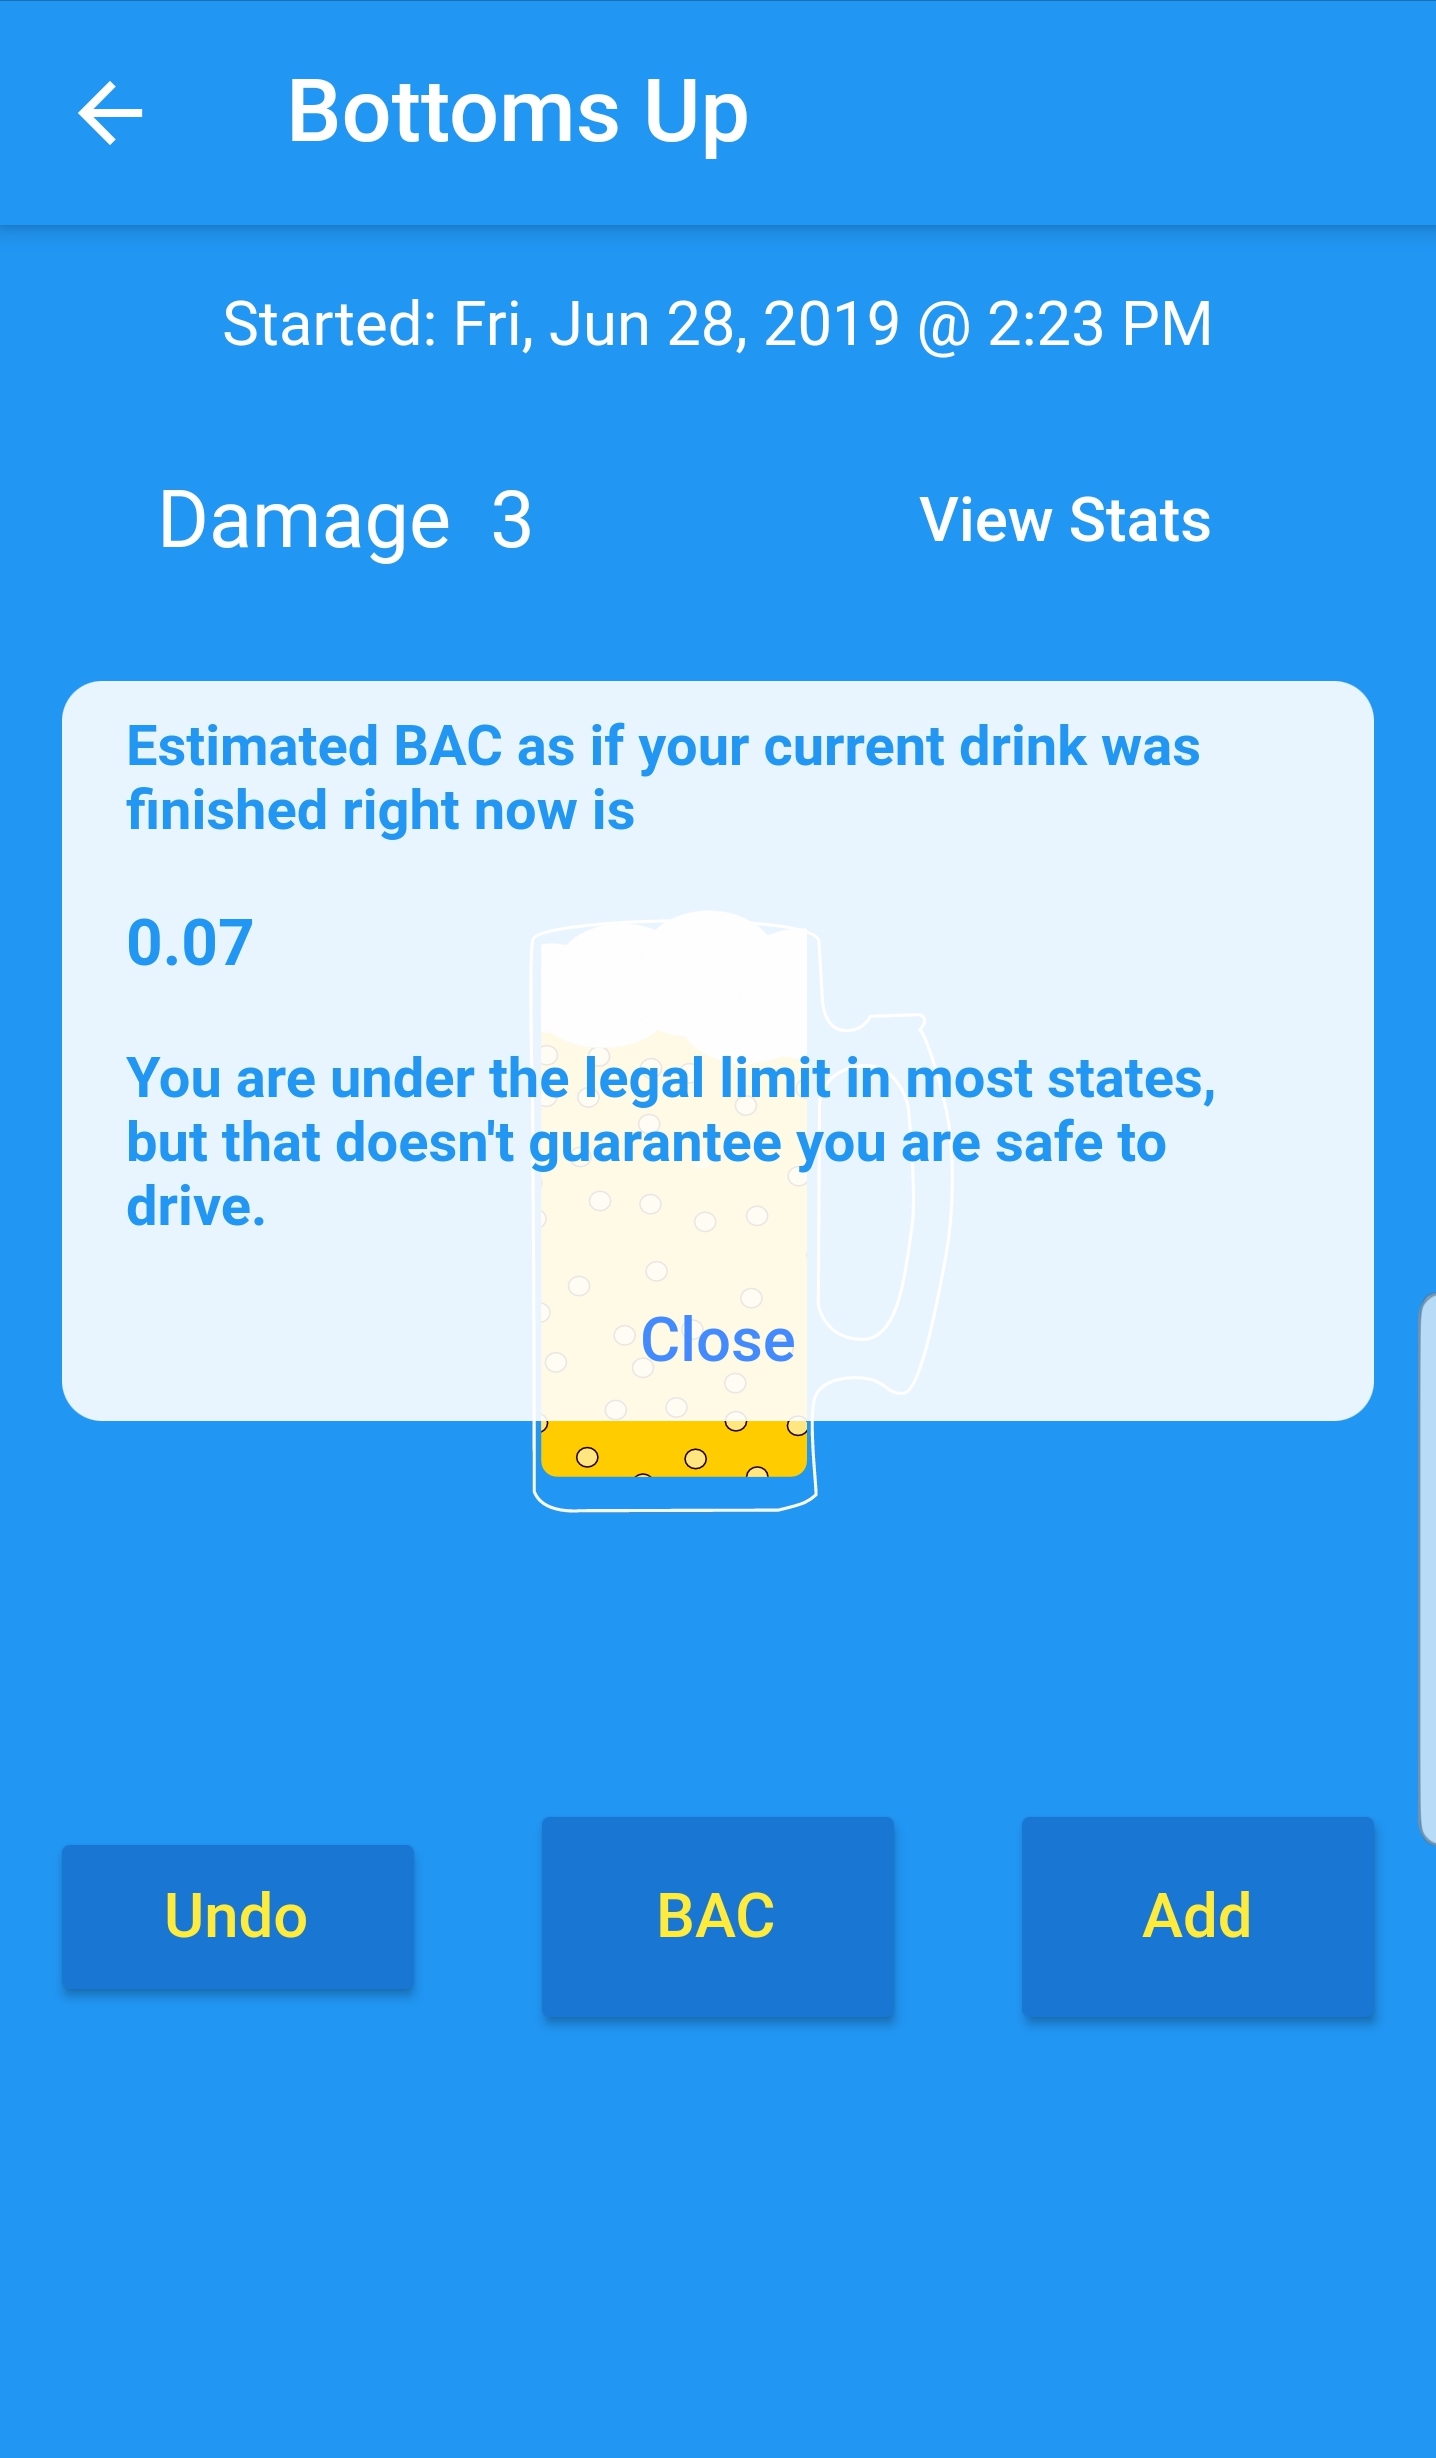 Bottoms Up
Started: Fri, Jun 28, 2019 @ 2:23 PM
Damage 3
View Stats
Estimated BAC as if your current drink was
finished right now is
0.07
You are under the legal limit in most states,
but that doesn't guarantee you are safe to
drive.
Close
Undo
BAC
Add